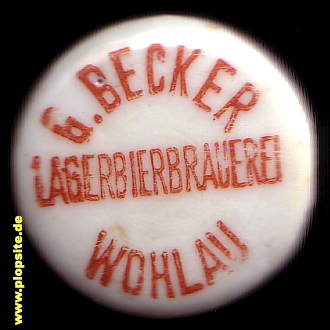 G. BECKER
LAGERBIERBRAUEREI
WOHLAU
www.plopsite.de